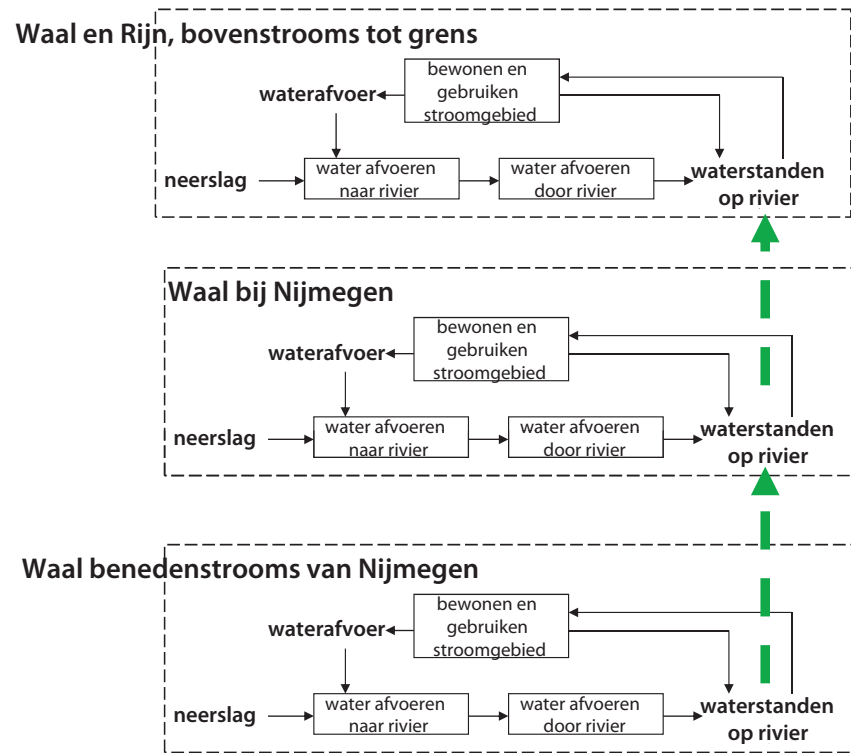 Waal en Rijn, bovenstrooms tot grens
bewonen en
gebruiken
stroomgebied
waterafvoer
neerslag
water afvoeren
naar rivier
water afvoeren
door rivier
waterstanden
op rivier
Waal bij Nijmegen
bewonen en
gebruiken
stroomgebied
waterafvoer
neerslag
water afvoeren
naar rivier
water afvoeren
door rivier
waterstanden
op rivier
Waal benedenstrooms van Nijmegen
bewonen en
gebruiken
stroomgebied
waterafvoer
neerslag
water afvoeren
naar rivier
water afvoeren
door rivier
waterstanden
op rivier